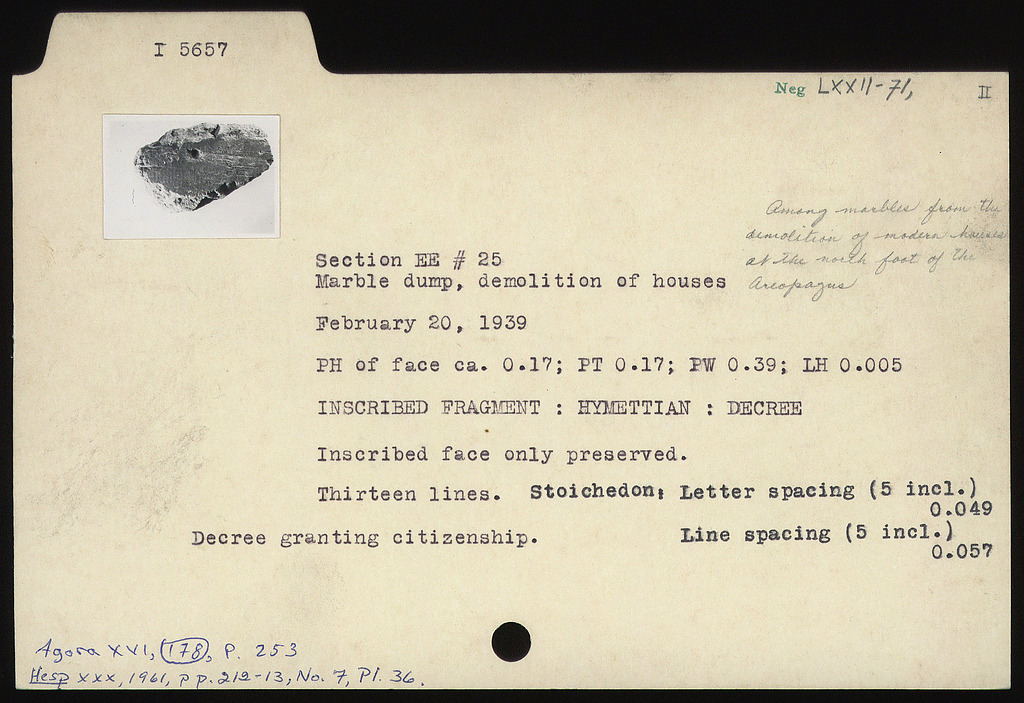 I 5657
Neg LXXII-71,
II
Among marbles from the
demolition of modern houses
at the north foot of the
Areopagus
Section EE # 25
Marble dump, demolition of houses
February 20, 1939
PH of face ca. 0.17; PT 0.17; PW 0.39; LH 0.005
INSCRIBED FRAGMENT : HYMETTIAN : DECREE
Inscribed face only preserved.
Thirteen lines. Stoichedon: Letter spacing (5 incl.)
0.049
Decree granting citizenship. Line spacing (5 incl.)
0.057
Agora XVI, 178, P. 253
Hesp XXX, 1961, pp. 212-13, No. 7, Pl. 36.